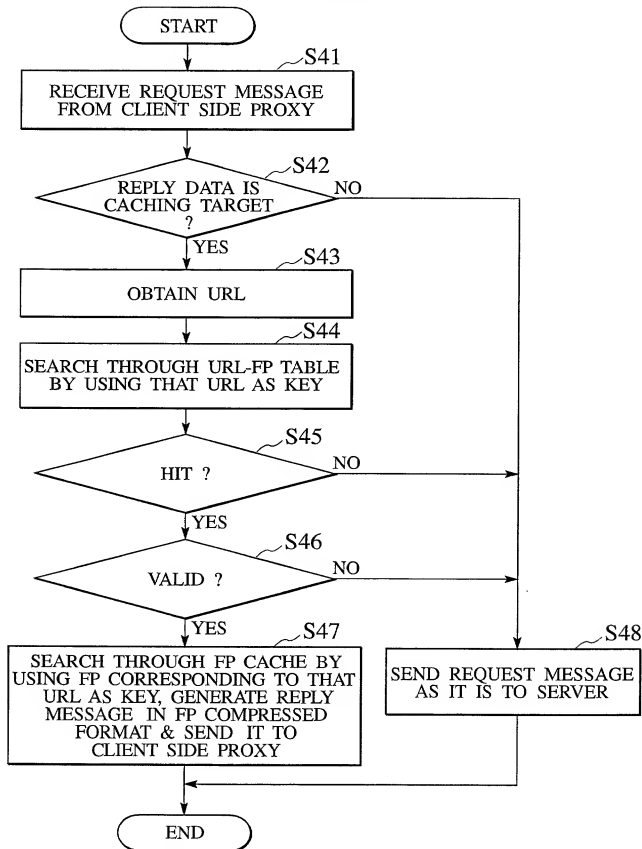 START
S41
RECEIVE REQUEST MESSAGE
FROM CLIENT SIDE PROXY
S42
REPLY DATA IS
CACHING TARGET
?
NO
YES
S43
OBTAIN URL
S44
SEARCH THROUGH URL-FP TABLE
BY USING THAT URL AS KEY
S45
HIT ?
NO
YES
S46
VALID ?
NO
YES
S47
SEARCH THROUGH FP CACHE BY
USING FP CORRESPONDING TO THAT
URL AS KEY, GENERATE REPLY
MESSAGE IN FP COMPRESSED
FORMAT & SEND IT TO
CLIENT SIDE PROXY
S48
SEND REQUEST MESSAGE
AS IT IS TO SERVER
END